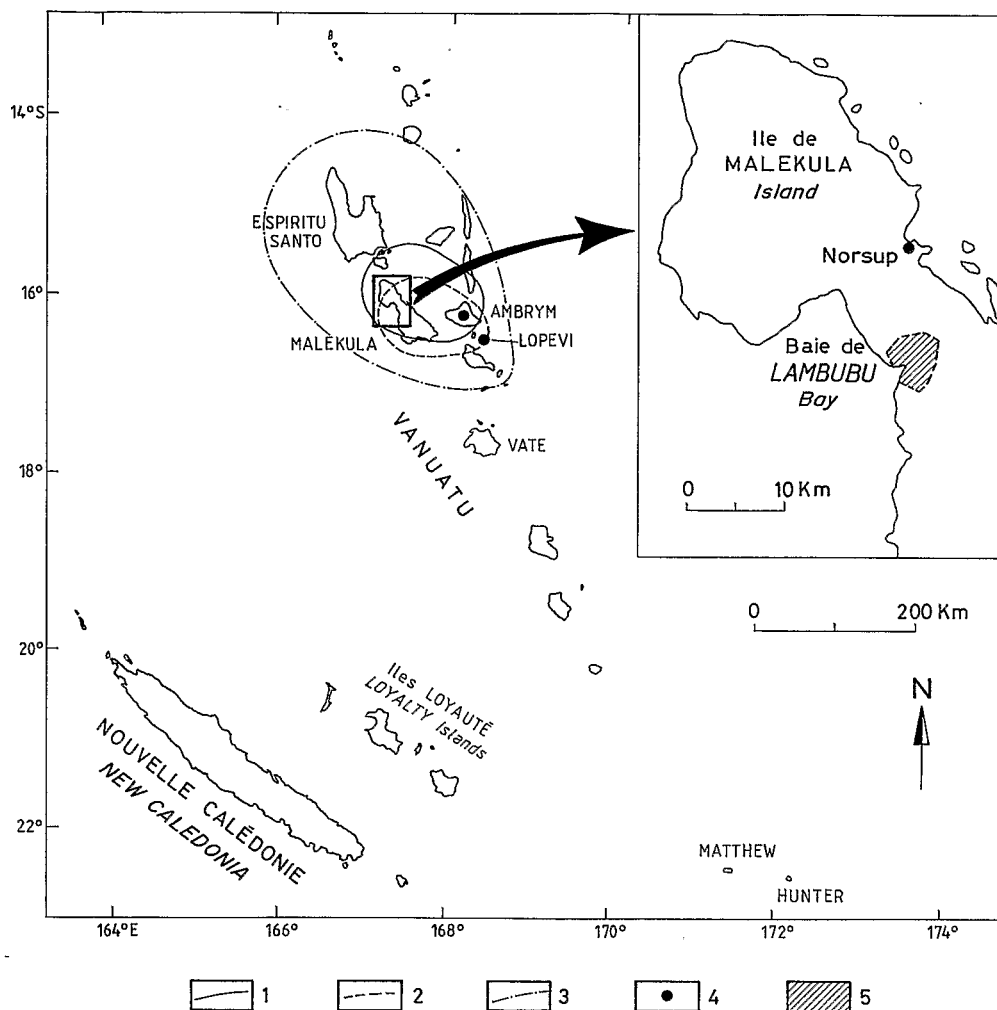 14°S
16°
18°
20°
22°
164°E
166°
168°
170°
172°
174°
ESPIRITU
SANTO
MALÉKULA
AMBRYM
LOPEVI
VANUATU
VATE
Iles LOYAUTÉ
LOYALTY Islands
NOUVELLE CALÉDONIE
NEW CALEDONIA
MATTHEW
HUNTER
Ile de
MALEKULA
Island
Norsup
Baie de
LAMBUBU
Bay
0 10 Km
0 200 Km
N
1 2 3 4 5